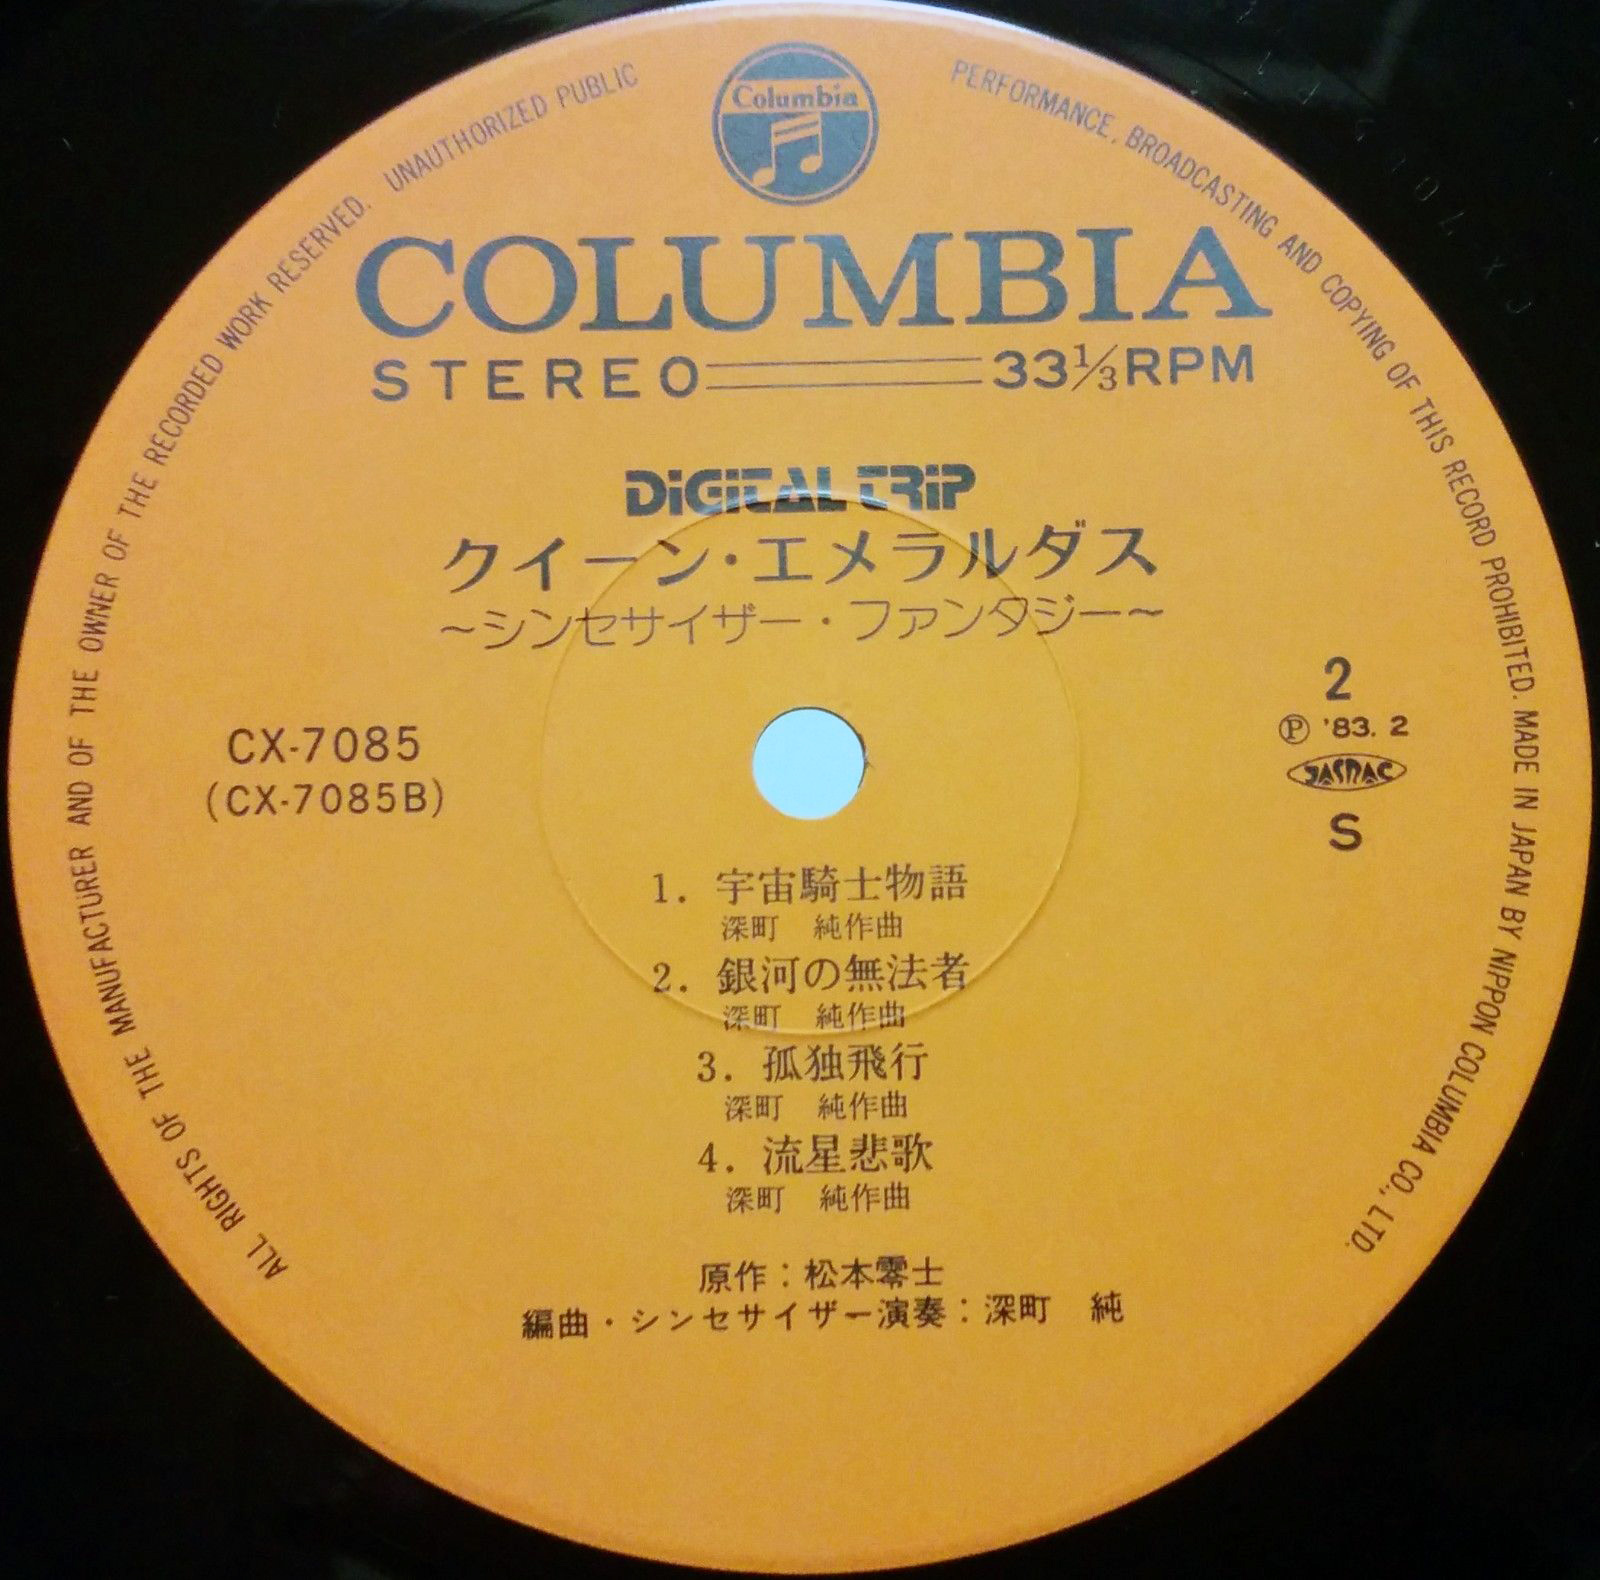 Columbia
COLUMBIA
STEREO 33⅓RPM
DiGiTAL TRiP
クイーン・エメラルダス
～シンセサイザー・ファンタジー～
2
CX-7085
Ⓟ '83. 2
(CX-7085B)
JASRAC
S
1. 宇宙騎士物語
深町　純作曲
2. 銀河の無法者
深町　純作曲
3. 孤独飛行
深町　純作曲
4. 流星悲歌
深町　純作曲
原作：松本零士
編曲・シンセサイザー演奏：深町　純
ALL RIGHTS OF THE MANUFACTURER AND OF THE OWNER OF THE RECORDED WORK RESERVED. UNAUTHORIZED PUBLIC PERFORMANCE, BROADCASTING AND COPYING OF THIS RECORD PROHIBITED. MADE IN JAPAN BY NIPPON COLUMBIA CO., LTD.